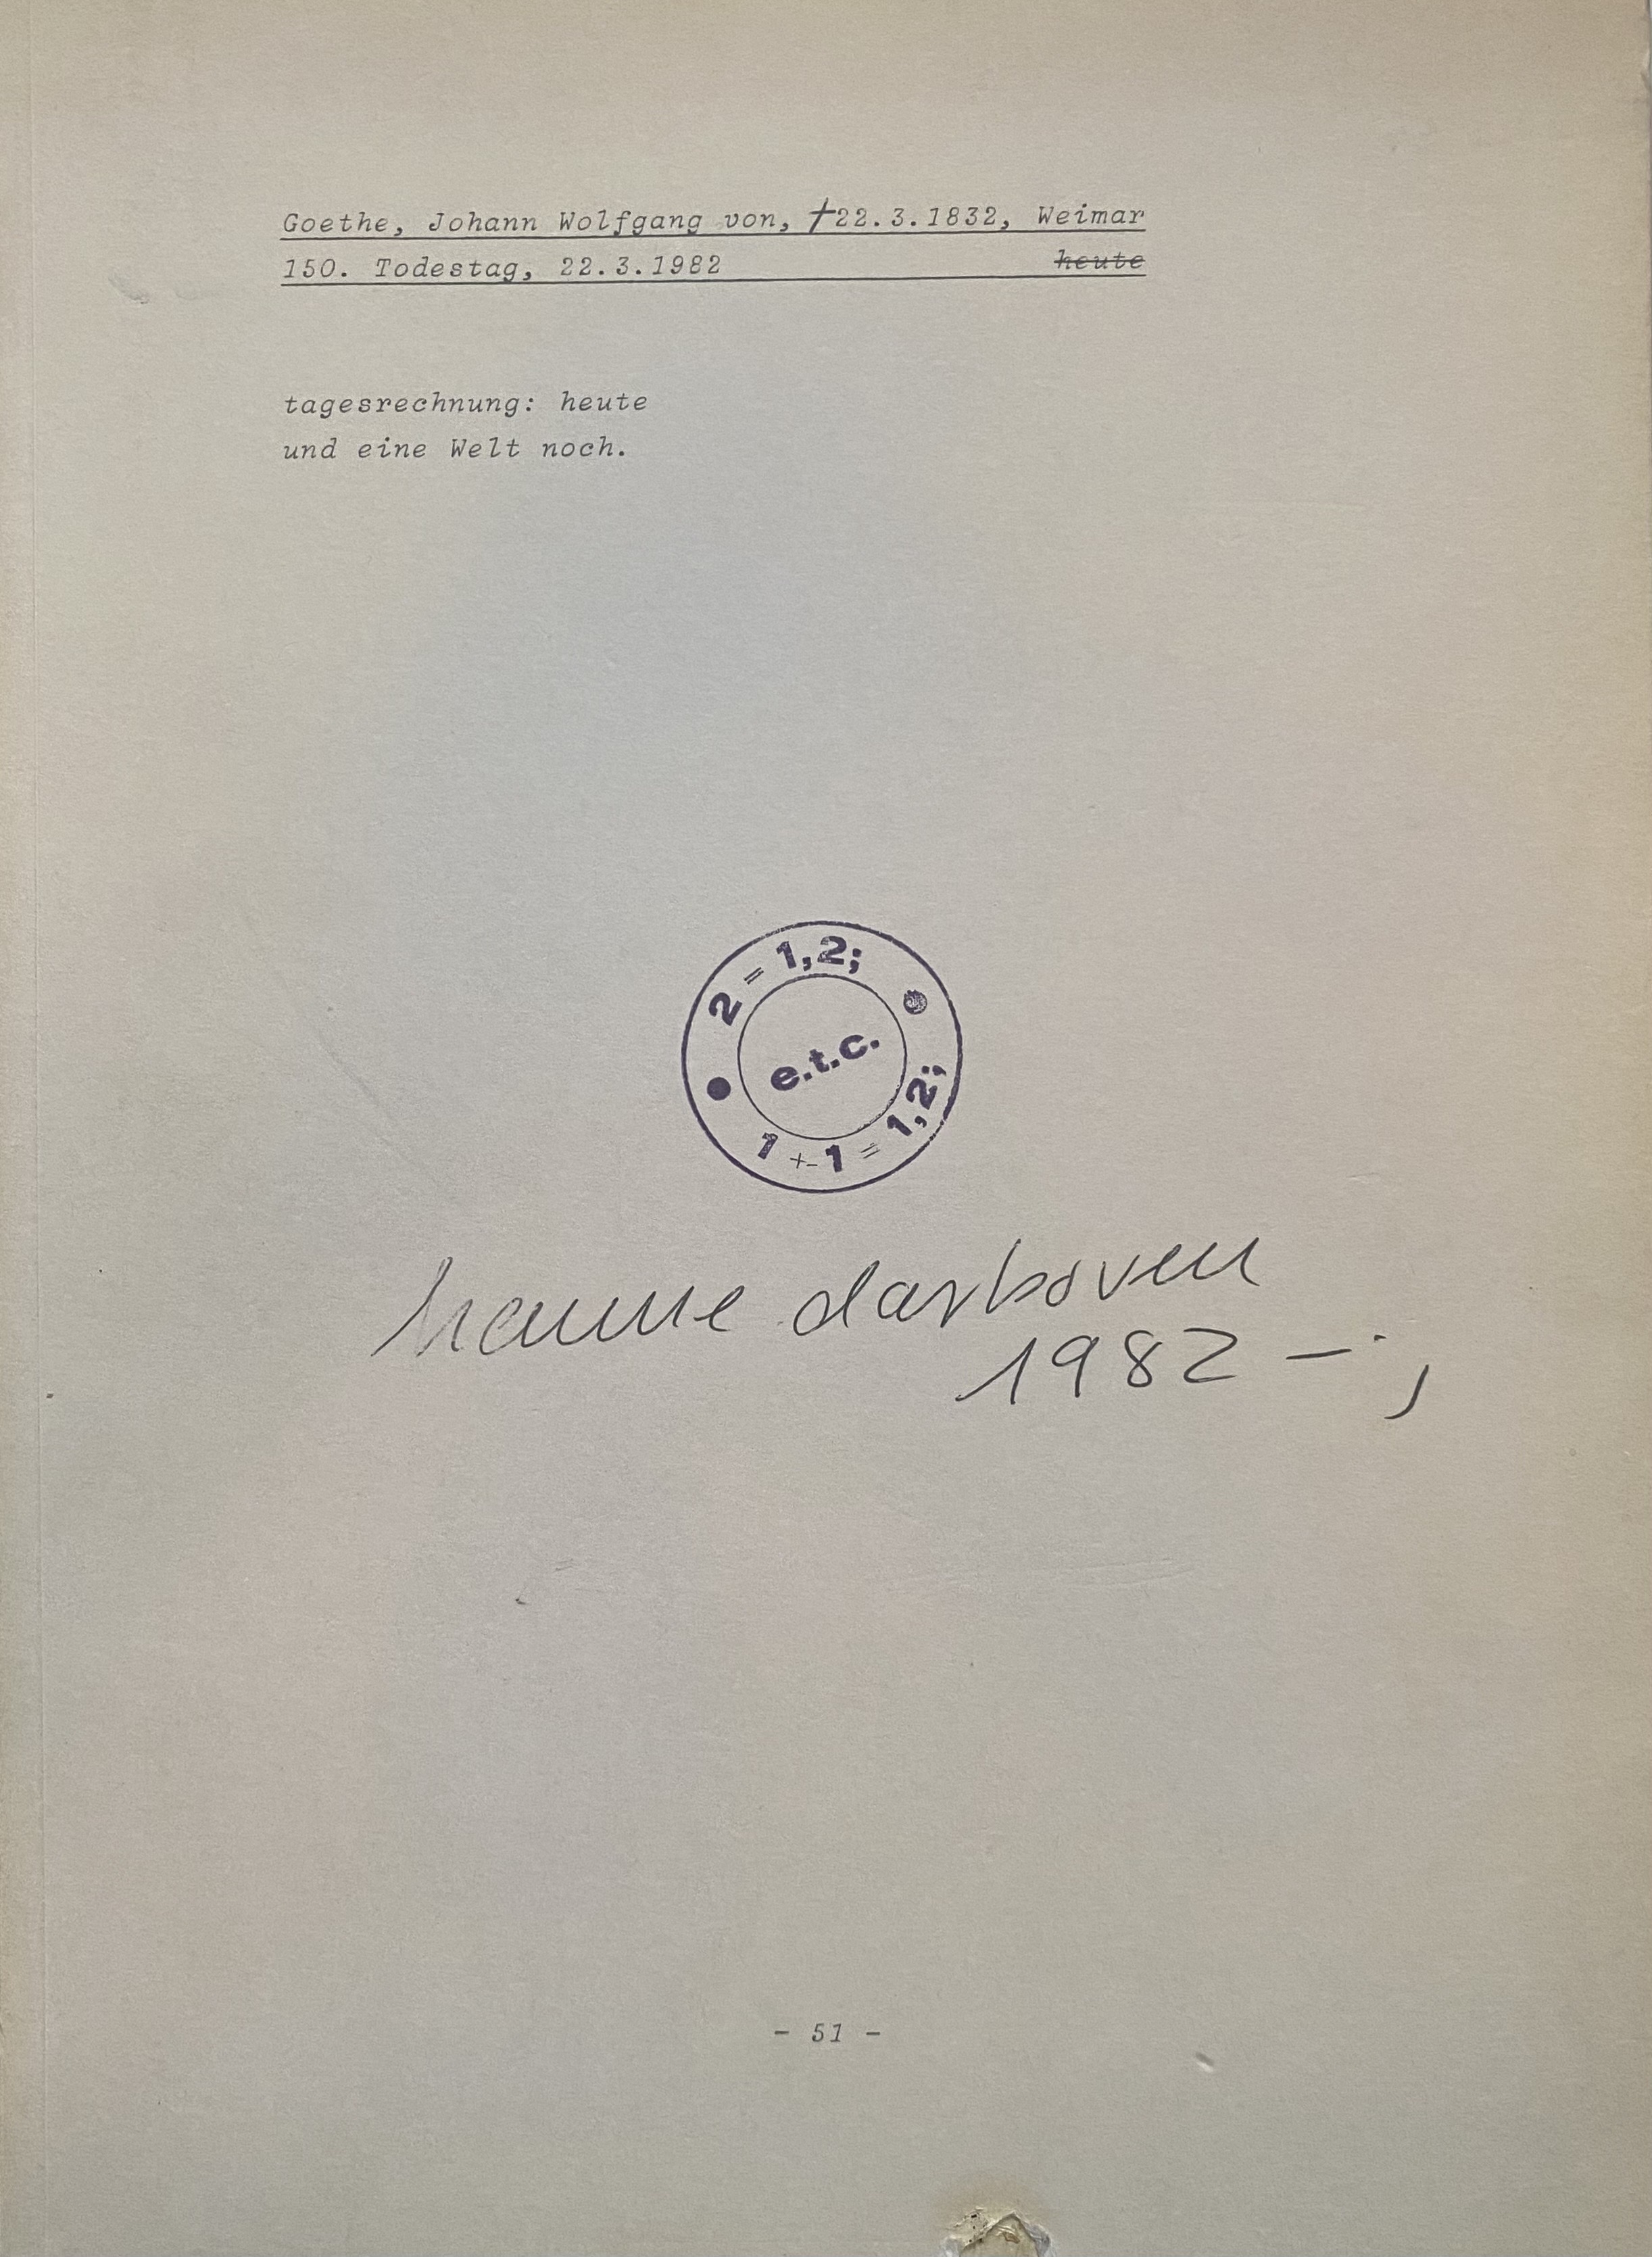 Goethe, Johann Wolfgang von, †22.3.1832, Weimar
150. Todestag, 22.3.1982 heute
tagesrechnung: heute
und eine Welt noch.
2 = 1,2;
e.t.c.
1 + 1 = 1,2;
hanne darboven
1982 – ;
- 51 -